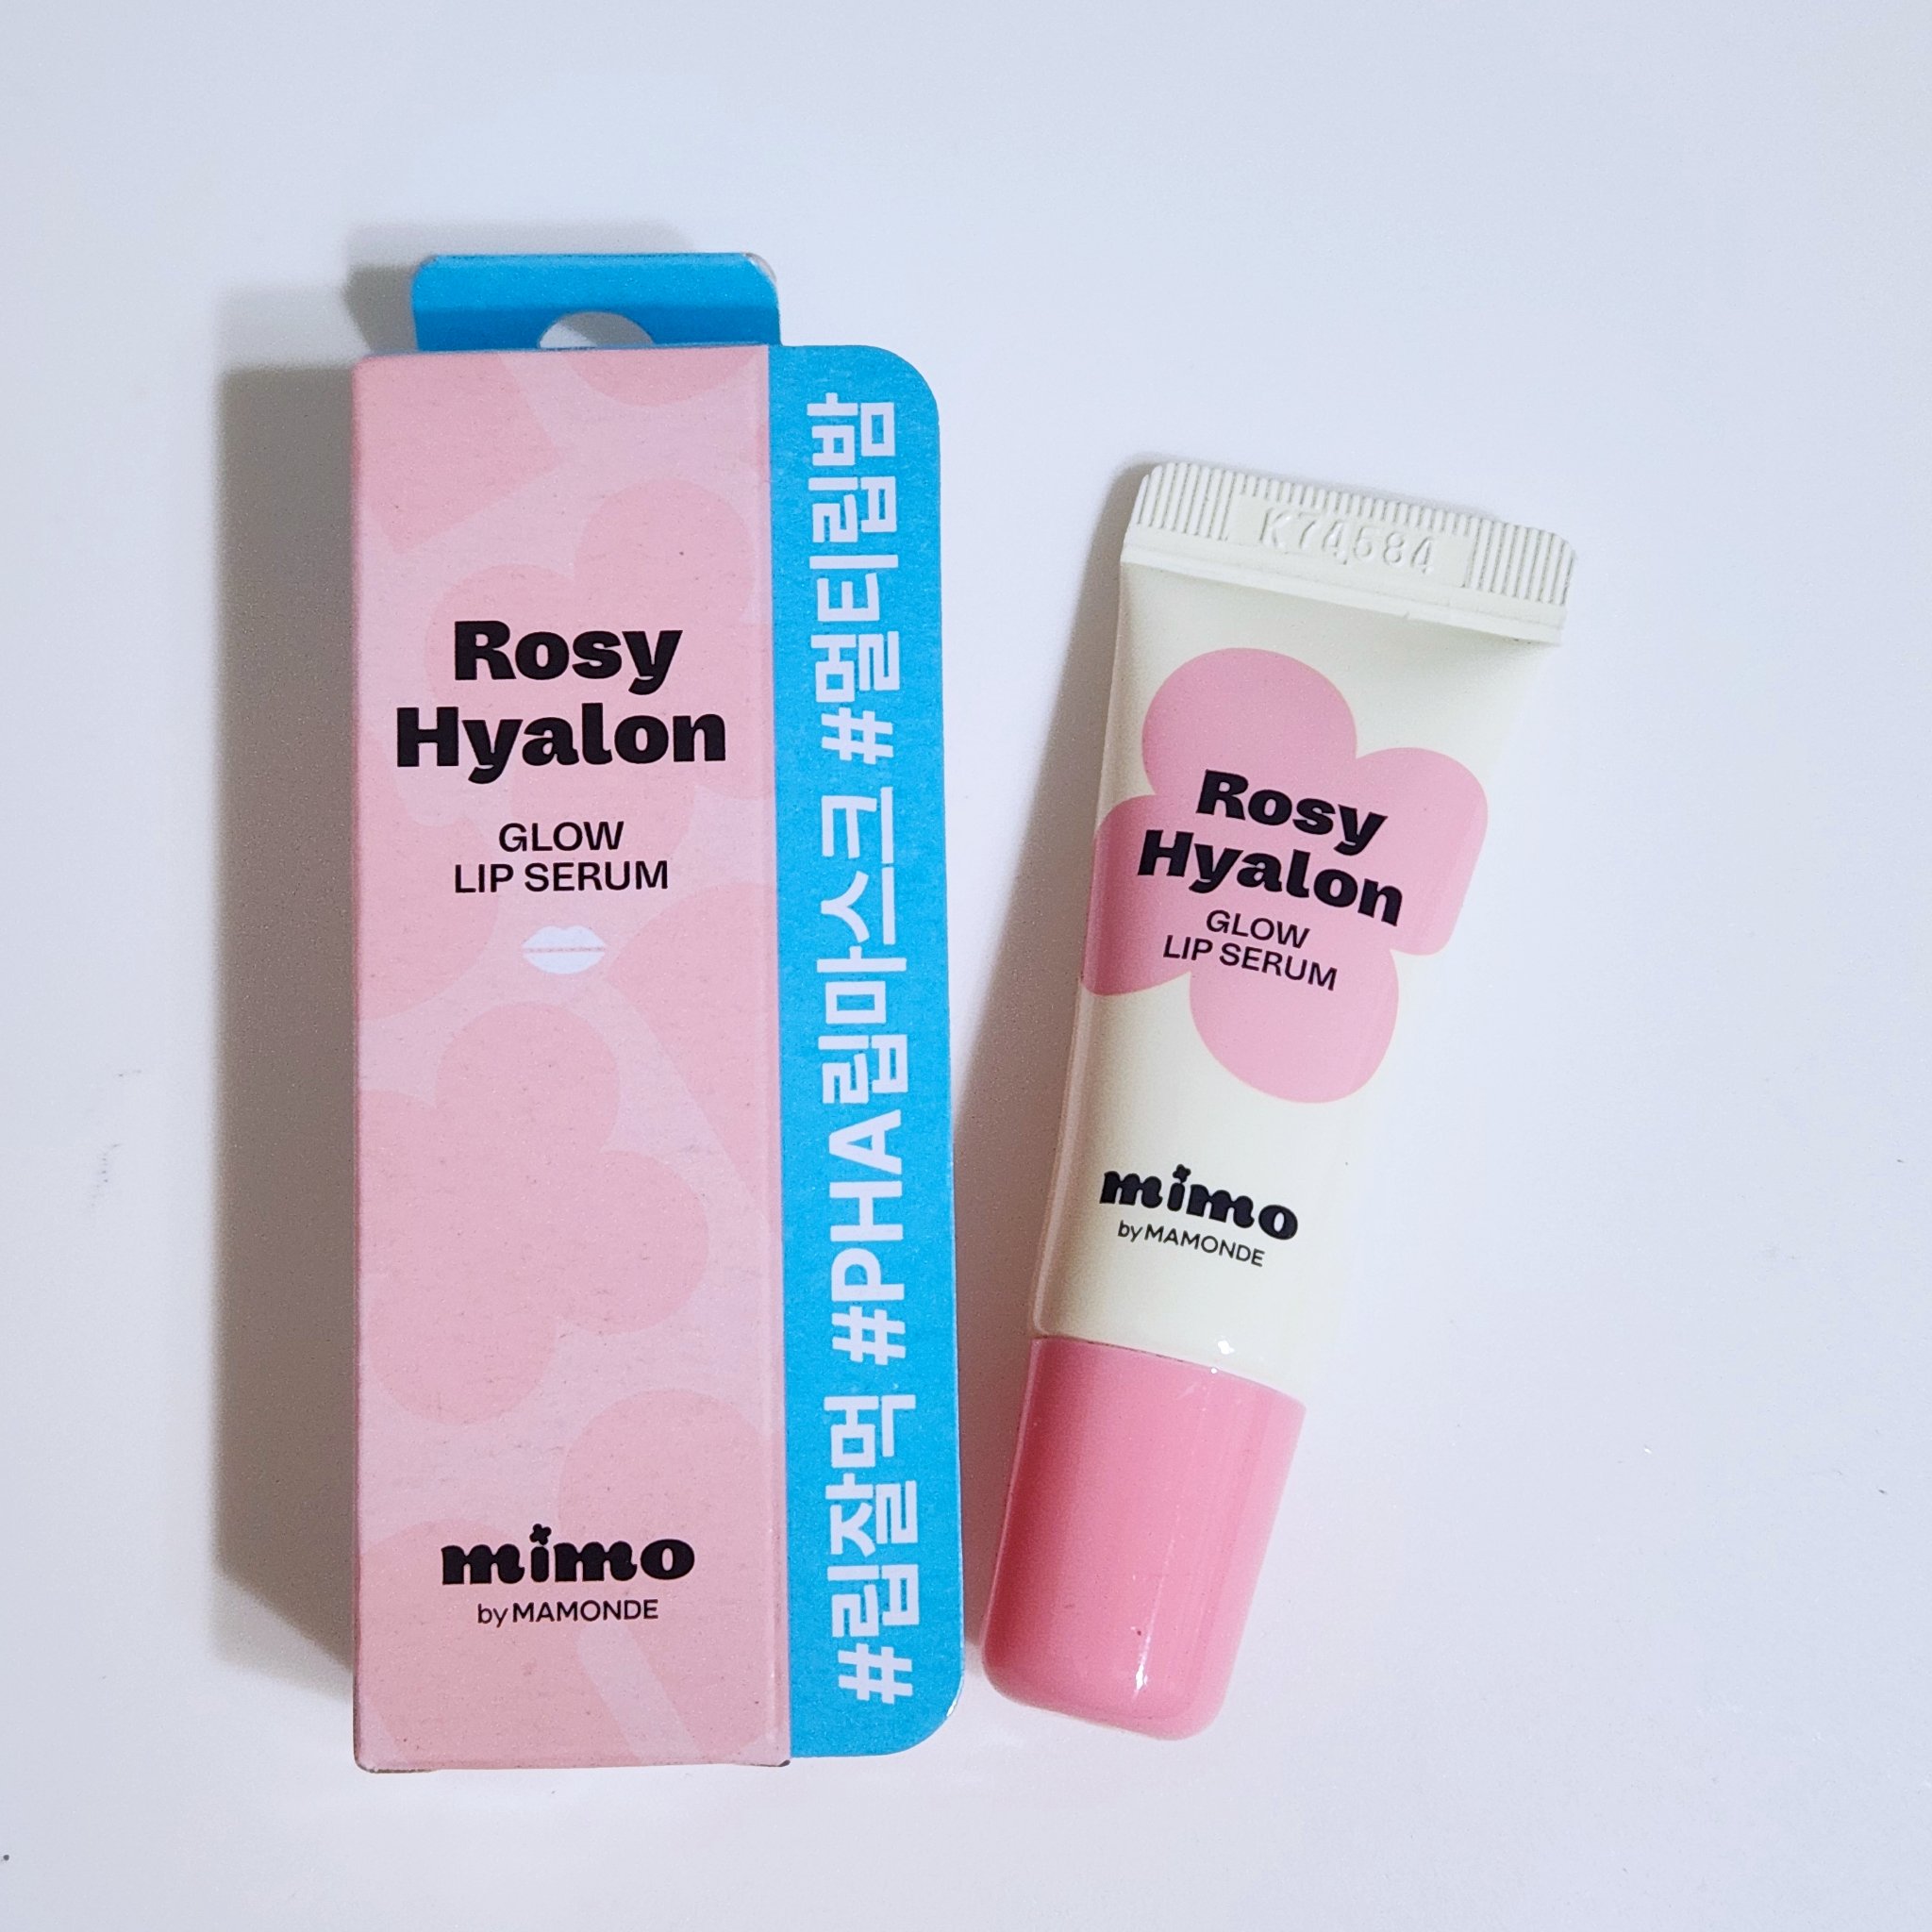 Rosy
Hyalon
GLOW
LIP SERUM
mimo
by MAMONDE
#립잘먹 #PHA립마스크 #멀티립밤
K74584
Rosy
Hyalon
GLOW
LIP SERUM
mimo
by MAMONDE